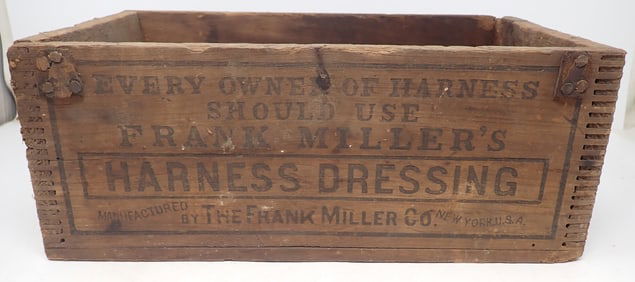 EVERY OWNER OF HARNESS
SHOULD USE
FRANK MILLER'S
HARNESS DRESSING
MANUFACTURED BY THE FRANK MILLER CO. NEW YORK, U.S.A.